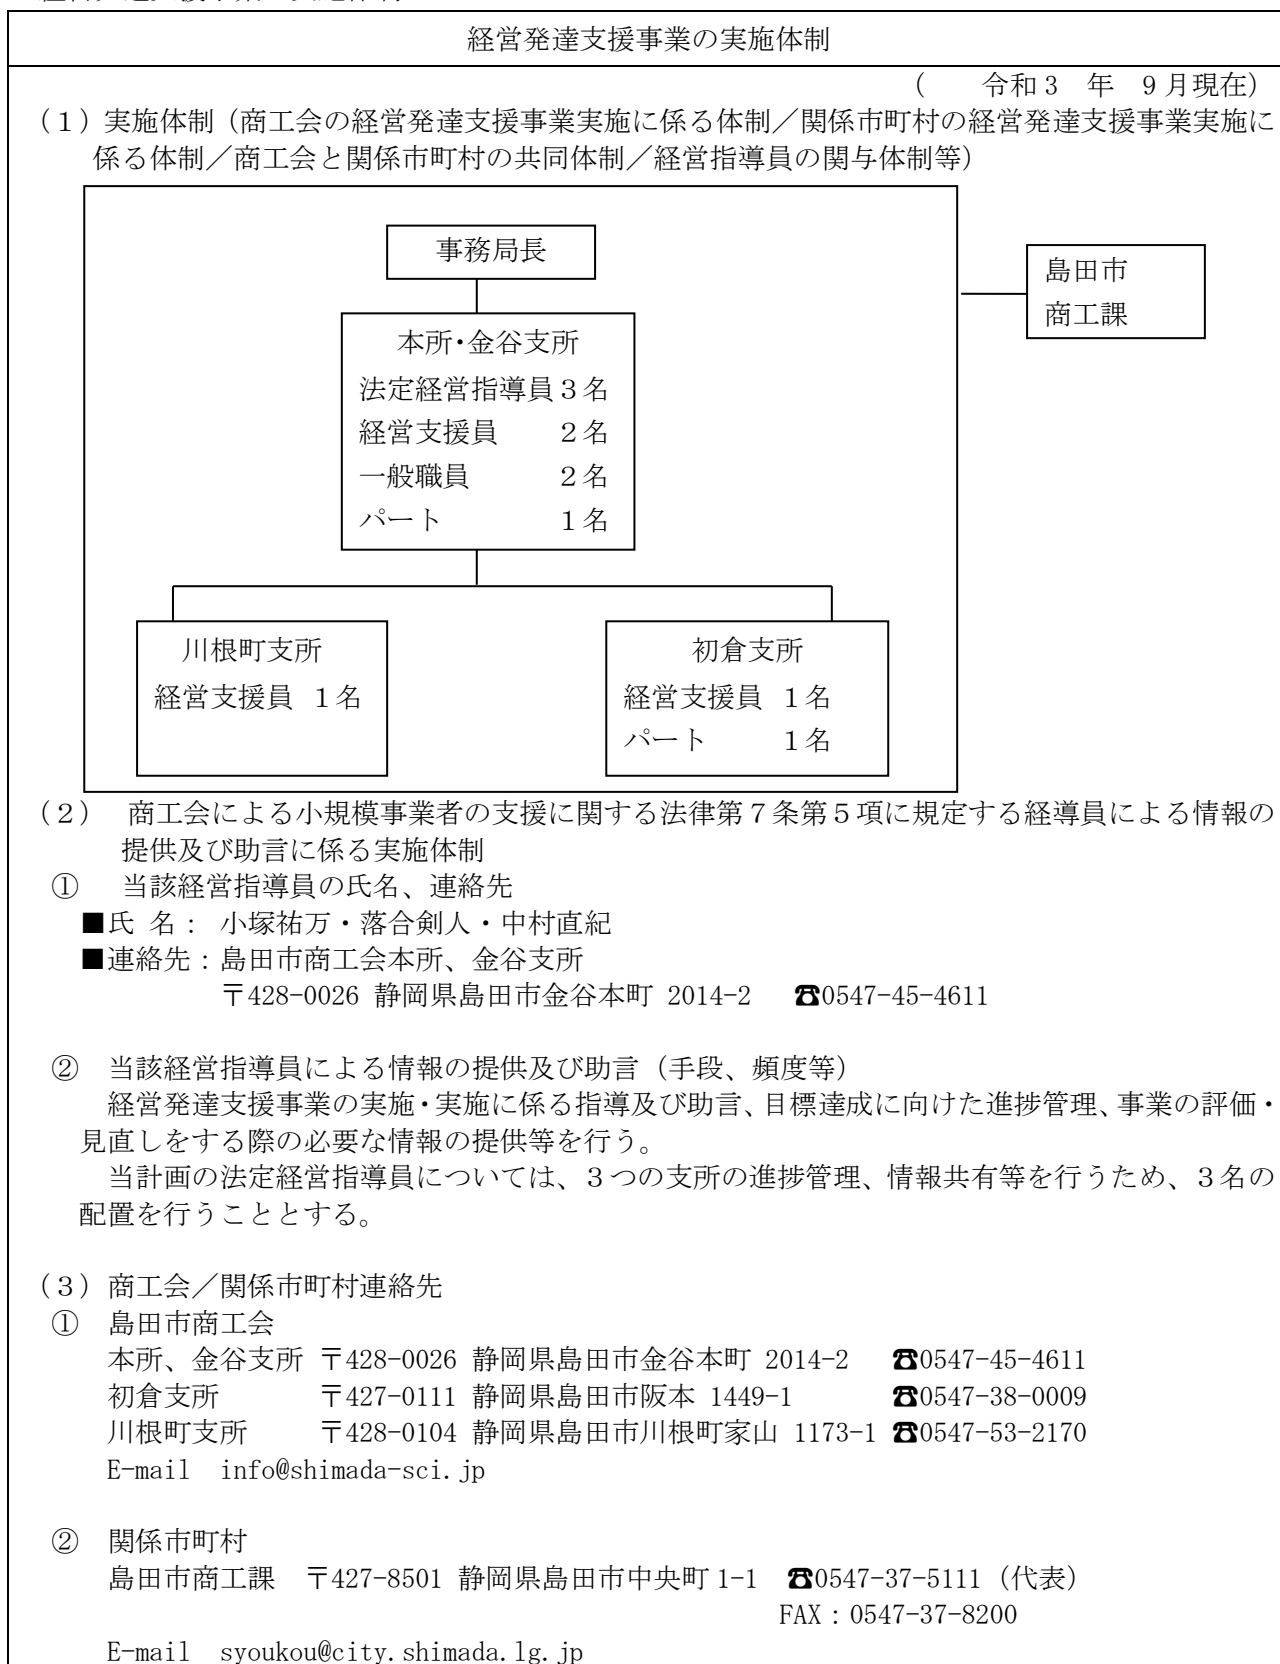 経営発達支援事業の実施体制
（　　令和３　年　９月現在）
（１）実施体制（商工会の経営発達支援事業実施に係る体制／関係市町村の経営発達支援事業実施に
係る体制／商工会と関係市町村の共同体制／経営指導員の関与体制等）
事務局長
島田市
商工課
本所・金谷支所
法定経営指導員３名
経営支援員　　２名
一般職員　　　２名
パート　　　　１名
川根町支所
経営支援員 １名
初倉支所
経営支援員 １名
パート　　 １名
（２）　商工会による小規模事業者の支援に関する法律第７条第５項に規定する経導員による情報の
提供及び助言に係る実施体制
①　当該経営指導員の氏名、連絡先
■氏 名： 小塚祐万・落合剣人・中村直紀
■連絡先：島田市商工会本所、金谷支所
〒428-0026 静岡県島田市金谷本町 2014-2　☎0547-45-4611
②　当該経営指導員による情報の提供及び助言（手段、頻度等）
経営発達支援事業の実施・実施に係る指導及び助言、目標達成に向けた進捗管理、事業の評価・
見直しをする際の必要な情報の提供等を行う。
当計画の法定経営指導員については、３つの支所の進捗管理、情報共有等を行うため、３名の
配置を行うこととする。
（３）商工会／関係市町村連絡先
①　島田市商工会
本所、金谷支所 〒428-0026 静岡県島田市金谷本町 2014-2　☎0547-45-4611
初倉支所　　　 〒427-0111 静岡県島田市阪本 1449-1　　　☎0547-38-0009
川根町支所　　 〒428-0104 静岡県島田市川根町家山 1173-1 ☎0547-53-2170
E-mail　info@shimada-sci.jp
②　関係市町村
島田市商工課　〒427-8501 静岡県島田市中央町 1-1　☎0547-37-5111（代表）
FAX：0547-37-8200
E-mail　syoukou@city.shimada.lg.jp